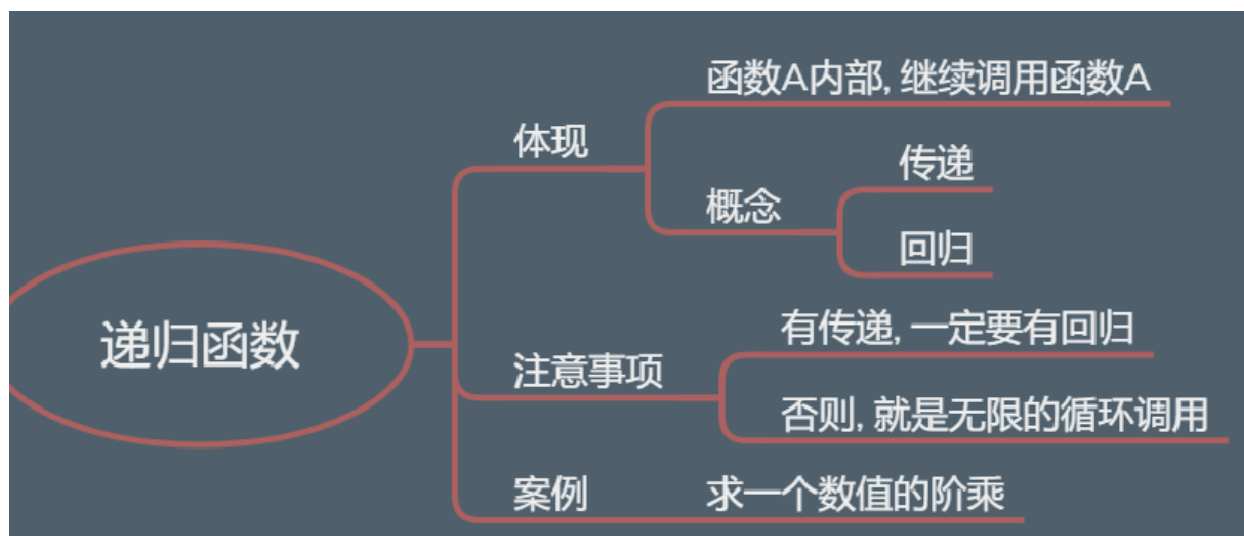 递归函数
体现
函数A内部, 继续调用函数A
概念
传递
回归
注意事项
有传递, 一定要有回归
否则, 就是无限的循环调用
案例
求一个数值的阶乘